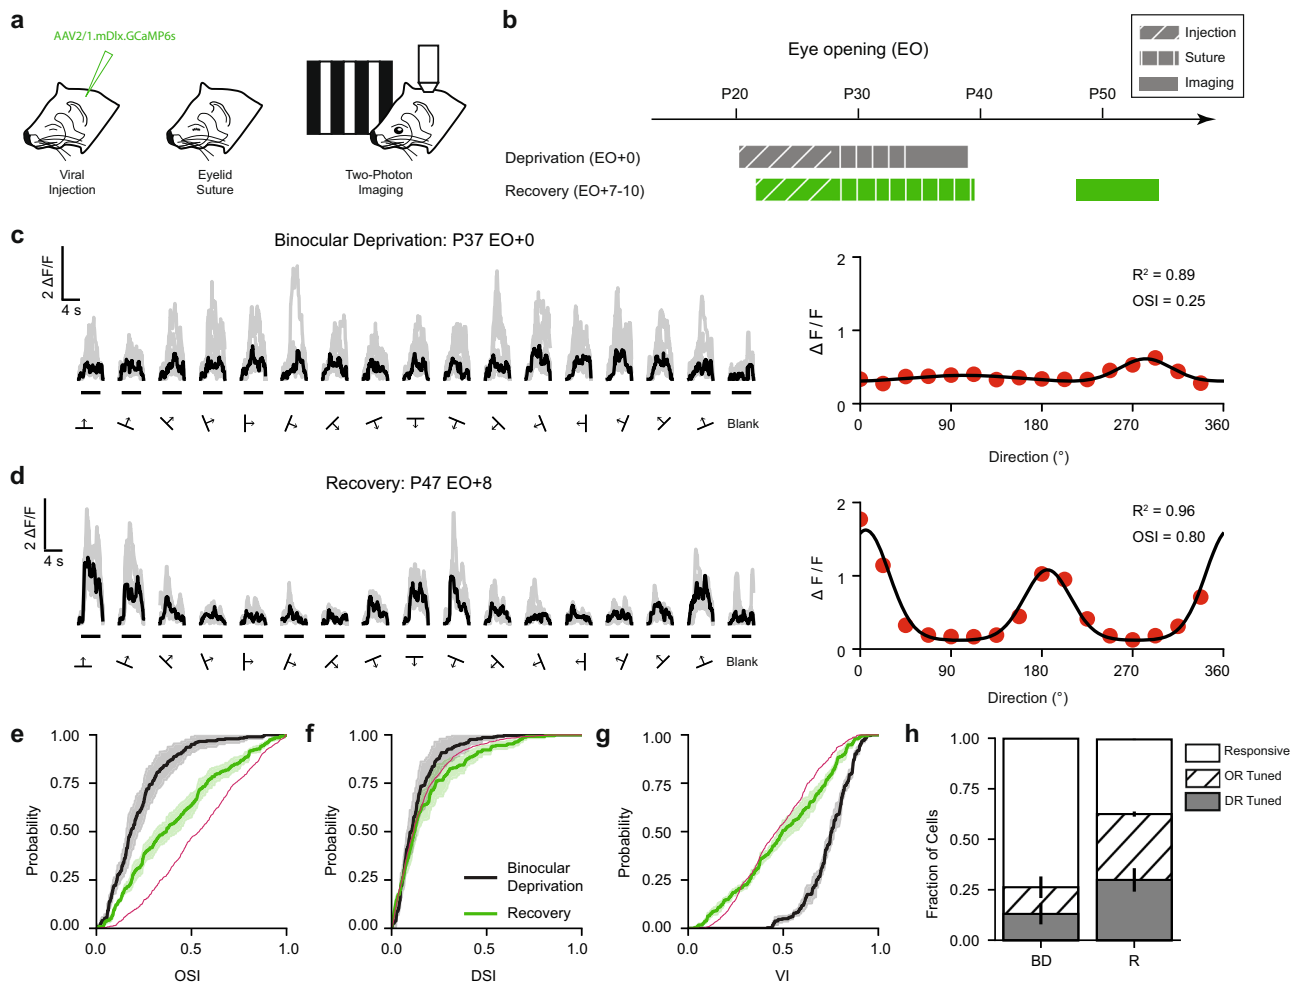 a
AAV2/1.mDlx.GCaMP6s
Viral
Injection
Eyelid
Suture
Two-Photon
Imaging
b
Eye opening (EO)
Injection
Suture
Imaging
P20
P30
P40
P50
Deprivation (EO+0)
Recovery (EO+7-10)
c
Binocular Deprivation: P37 EO+0
2 ΔF/F
4 s
Blank
2
1
0
Δ F / F
R² = 0.89
OSI = 0.25
0
90
180
270
360
Direction (°)
d
Recovery: P47 EO+8
2 ΔF/F
4 s
Blank
2
1
0
Δ F / F
R² = 0.96
OSI = 0.80
0
90
180
270
360
Direction (°)
e
1.00
0.75
0.50
0.25
0.00
Probability
0.0
0.5
1.0
OSI
f
1.00
0.75
0.50
0.25
0.00
Probability
Binocular
Deprivation
Recovery
0.0
0.5
1.0
DSI
g
1.00
0.75
0.50
0.25
0.00
Probability
0.0
0.5
1.0
VI
h
1.00
0.75
0.50
0.25
0.00
Fraction of Cells
BD
R
Responsive
OR Tuned
DR Tuned